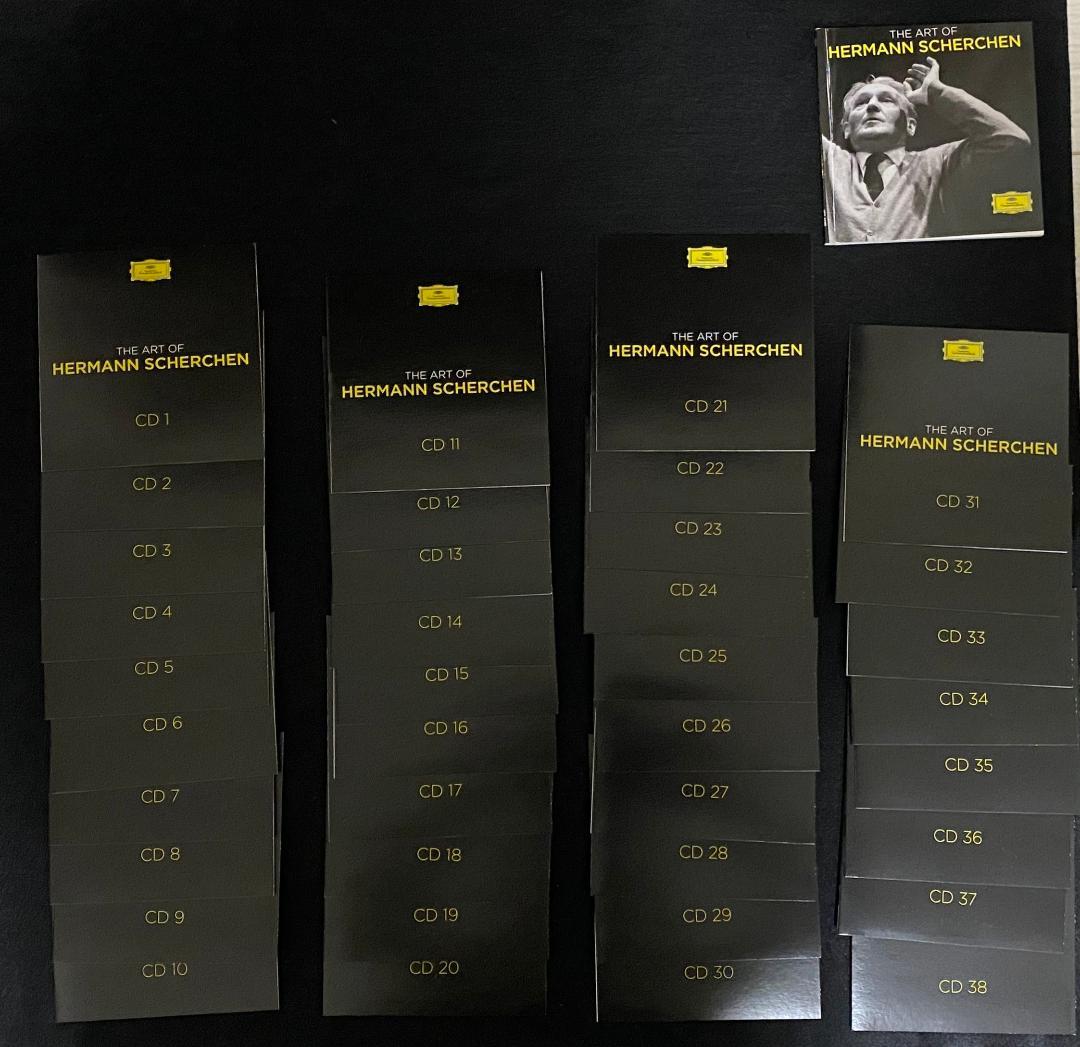 THE ART OF
HERMANN SCHERCHEN
THE ART OF
HERMANN SCHERCHEN
CD 1
CD 2
CD 3
CD 4
CD 5
CD 6
CD 7
CD 8
CD 9
CD 10
THE ART OF
HERMANN SCHERCHEN
CD 11
CD 12
CD 13
CD 14
CD 15
CD 16
CD 17
CD 18
CD 19
CD 20
THE ART OF
HERMANN SCHERCHEN
CD 21
CD 22
CD 23
CD 24
CD 25
CD 26
CD 27
CD 28
CD 29
CD 30
THE ART OF
HERMANN SCHERCHEN
CD 31
CD 32
CD 33
CD 34
CD 35
CD 36
CD 37
CD 38